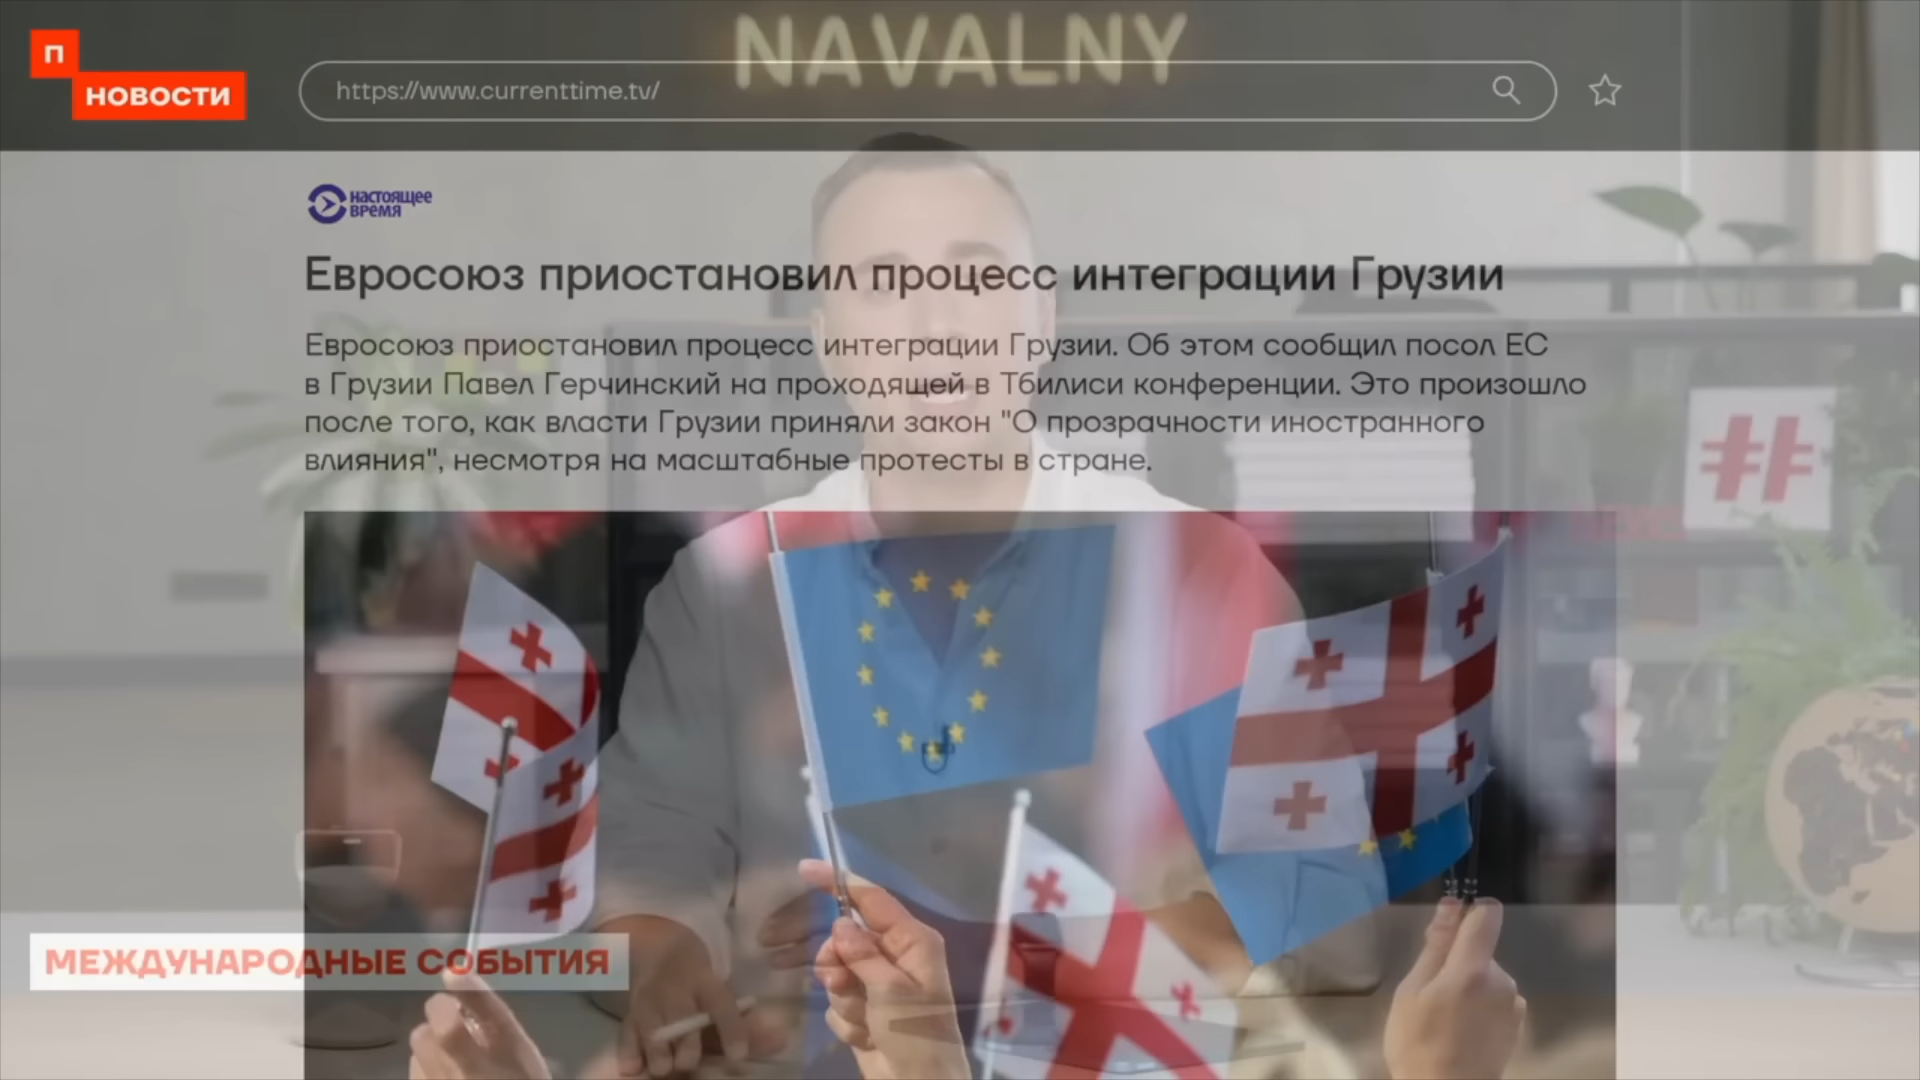 NAVALNY
П
НОВОСТИ
https://www.currenttime.tv/
НАСТОЯЩЕЕ
ВРЕМЯ
Евросоюз приостановил процесс интеграции Грузии
Евросоюз приостановил процесс интеграции Грузии. Об этом сообщил посол ЕС
в Грузии Павел Герчинский на проходящей в Тбилиси конференции. Это произошло
после того, как власти Грузии приняли закон "О прозрачности иностранного
влияния", несмотря на масштабные протесты в стране.
#
МЕЖДУНАРОДНЫЕ СОБЫТИЯ